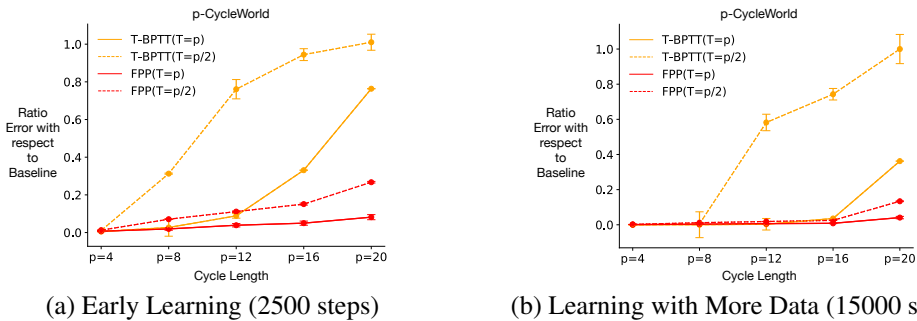 p-CycleWorld
T-BPTT(T=p)
T-BPTT(T=p/2)
FPP(T=p)
FPP(T=p/2)
Ratio
Error with
respect
to
Baseline
1.0
0.8
0.6
0.4
0.2
0.0
p=4 p=8 p=12 p=16 p=20
Cycle Length
(a) Early Learning (2500 steps)
p-CycleWorld
T-BPTT(T=p)
T-BPTT(T=p/2)
FPP(T=p)
FPP(T=p/2)
Ratio
Error with
respect
to
Baseline
1.0
0.8
0.6
0.4
0.2
0.0
p=4 p=8 p=12 p=16 p=20
Cycle Length
(b) Learning with More Data (15000 s